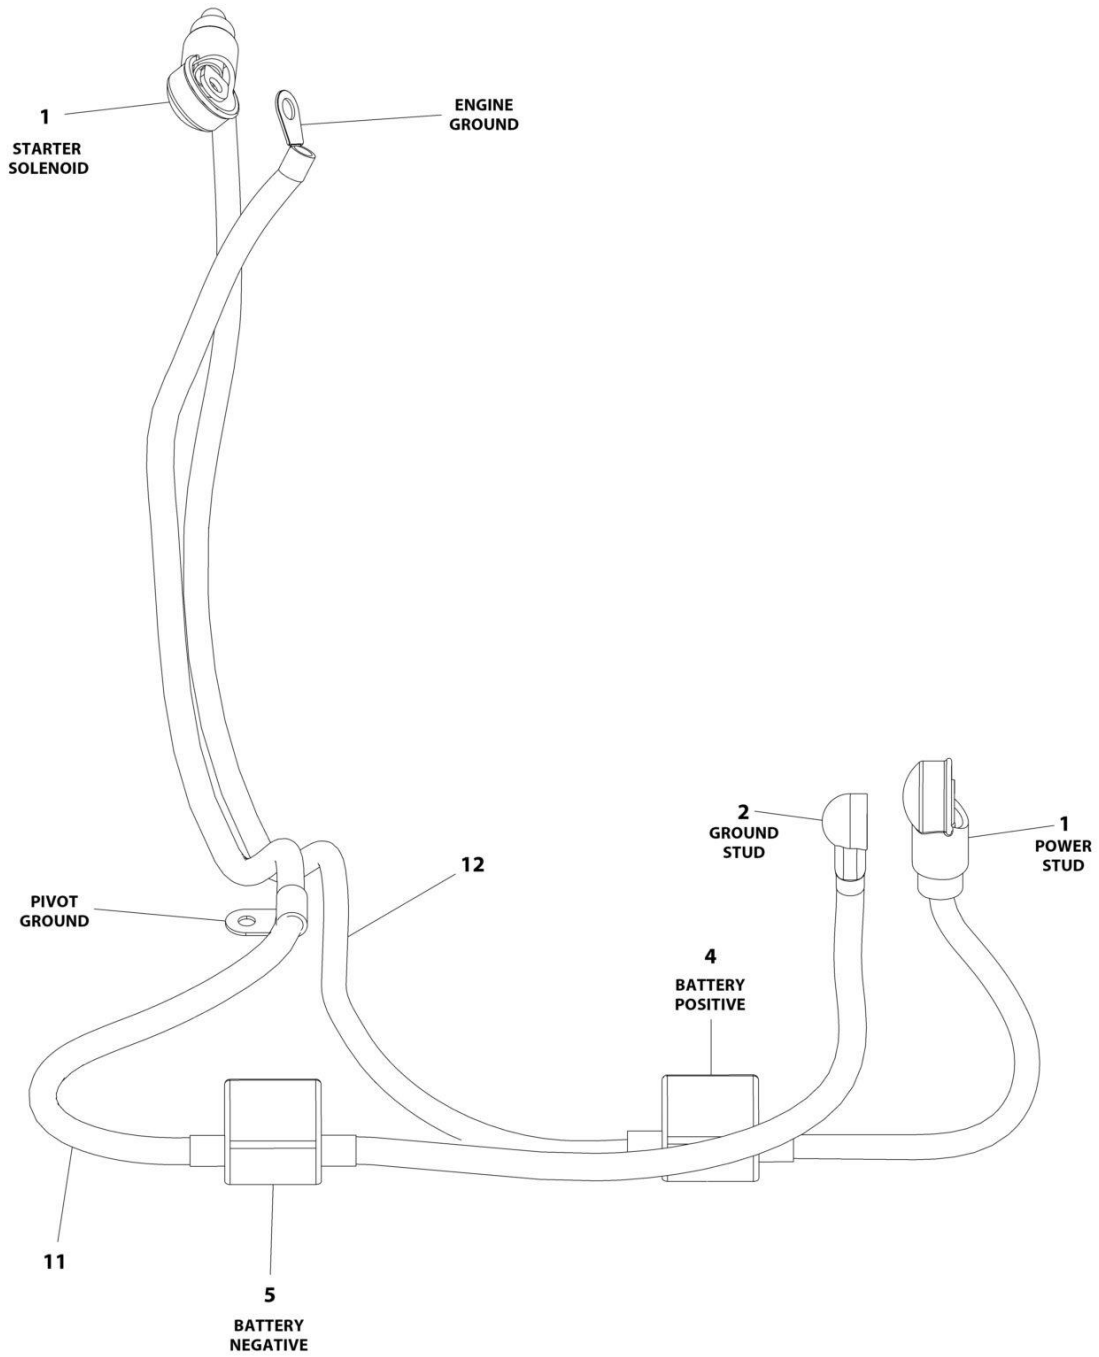 1
STARTER
SOLENOID
ENGINE
GROUND
2
GROUND
STUD
1
POWER
STUD
12
PIVOT
GROUND
4
BATTERY
POSITIVE
11
5
BATTERY
NEGATIVE